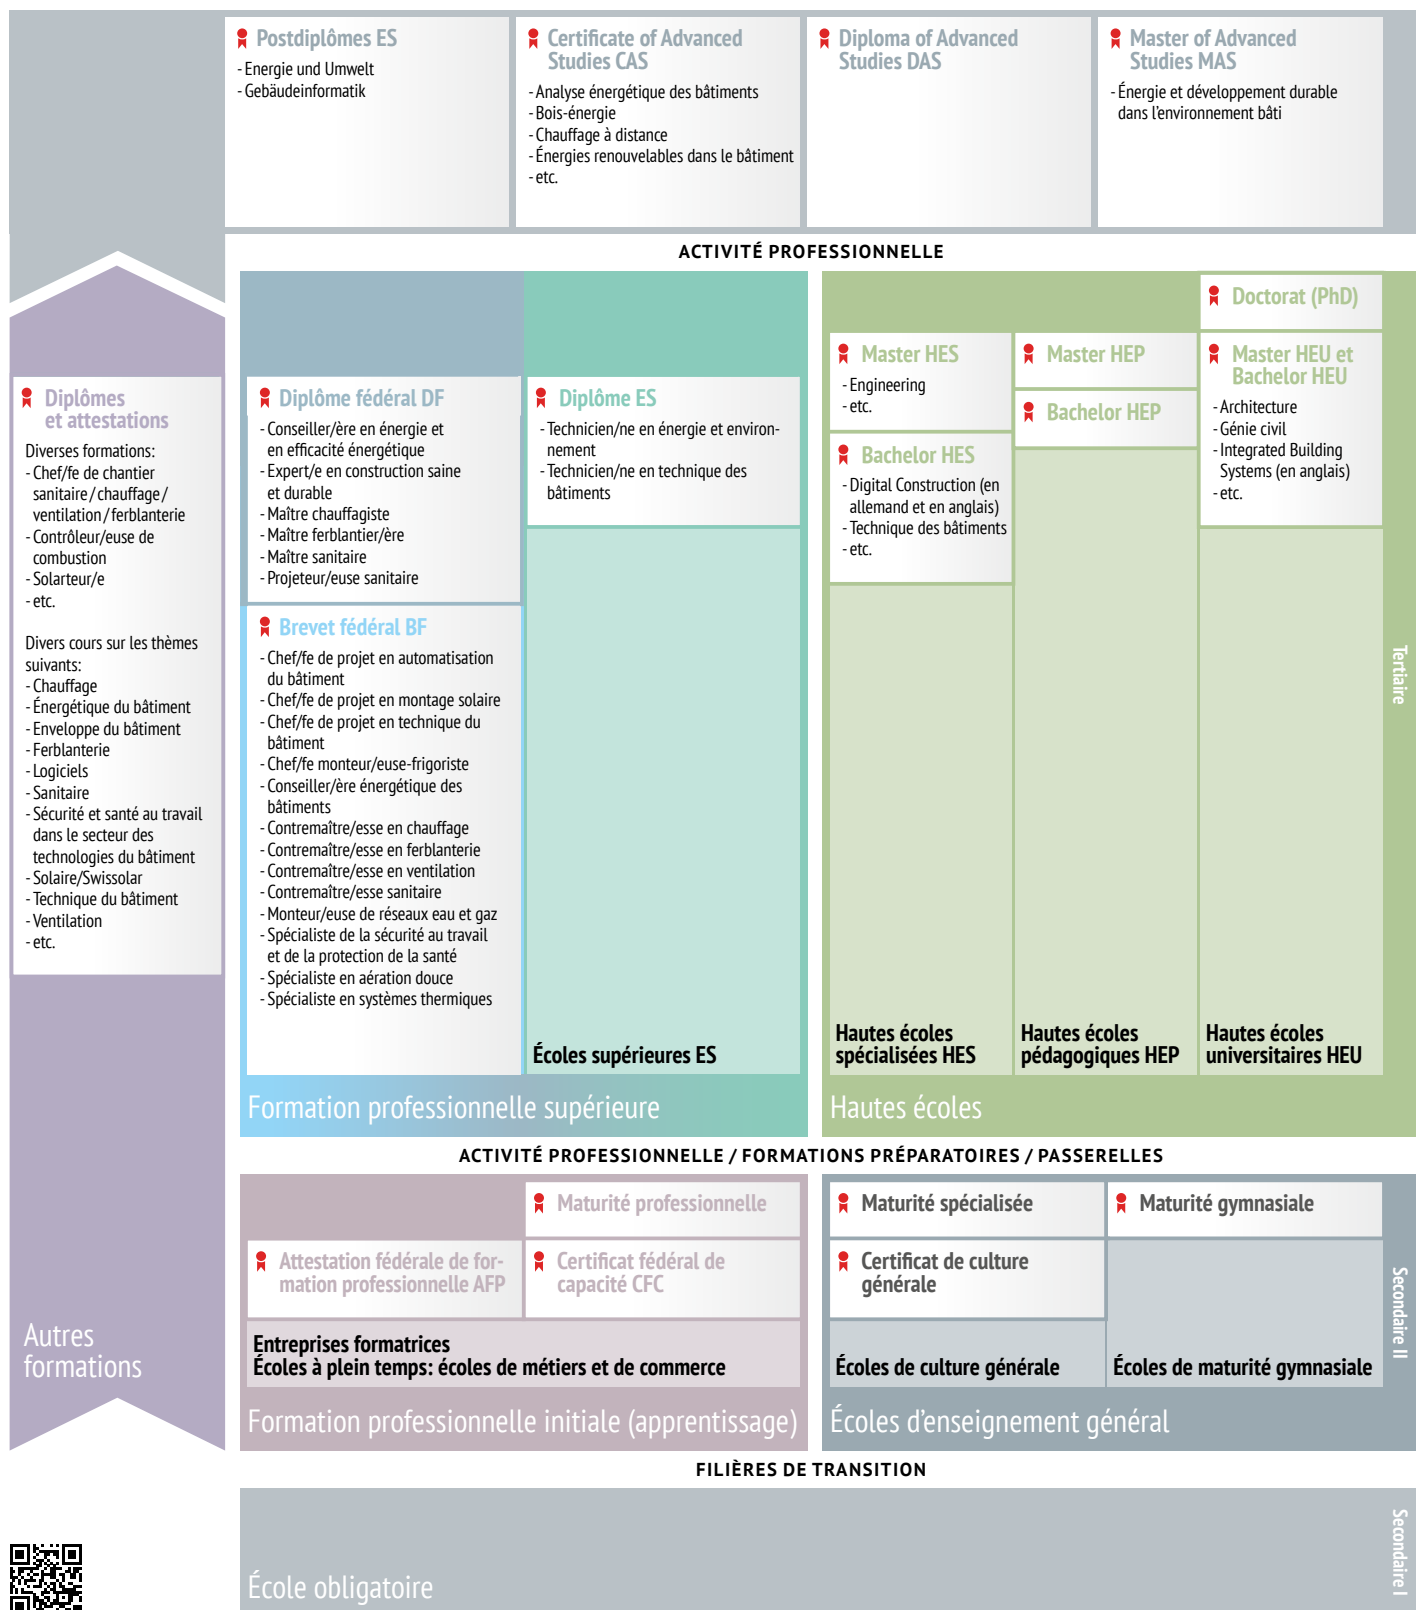 Postdiplômes ES
- Energie und Umwelt
- Gebäudeinformatik
Certificate of Advanced
Studies CAS
- Analyse énergétique des bâtiments
- Bois-énergie
- Chauffage à distance
- Énergies renouvelables dans le bâtiment
- etc.
Diploma of Advanced
Studies DAS
Master of Advanced
Studies MAS
- Énergie et développement durable
dans l’environnement bâti
ACTIVITÉ PROFESSIONNELLE
Diplômes
et attestations
Diverses formations:
- Chef/fe de chantier
sanitaire / chauffage /
ventilation / ferblanterie
- Contrôleur/euse de
combustion
- Solarteur/e
- etc.
Divers cours sur les thèmes
suivants:
- Chauffage
- Énergétique du bâtiment
- Enveloppe du bâtiment
- Ferblanterie
- Logiciels
- Sanitaire
- Sécurité et santé au travail
dans le secteur des
technologies du bâtiment
- Solaire/Swissolar
- Technique du bâtiment
- Ventilation
- etc.
Autres
formations
Diplôme fédéral DF
- Conseiller/ère en énergie et
en efficacité énergétique
- Expert/e en construction saine
et durable
- Maître chauffagiste
- Maître ferblantier/ère
- Maître sanitaire
- Projeteur/euse sanitaire
Brevet fédéral BF
- Chef/fe de projet en automatisation
du bâtiment
- Chef/fe de projet en montage solaire
- Chef/fe de projet en technique du
bâtiment
- Chef/fe monteur/euse-frigoriste
- Conseiller/ère énergétique des
bâtiments
- Contremaître/esse en chauffage
- Contremaître/esse en ferblanterie
- Contremaître/esse en ventilation
- Contremaître/esse sanitaire
- Monteur/euse de réseaux eau et gaz
- Spécialiste de la sécurité au travail
et de la protection de la santé
- Spécialiste en aération douce
- Spécialiste en systèmes thermiques
Diplôme ES
- Technicien/ne en énergie et environ-
nement
- Technicien/ne en technique des
bâtiments
Écoles supérieures ES
Formation professionnelle supérieure
Master HES
- Engineering
- etc.
Bachelor HES
- Digital Construction (en
allemand et en anglais)
- Technique des bâtiments
- etc.
Hautes écoles
spécialisées HES
Master HEP
Bachelor HEP
Hautes écoles
pédagogiques HEP
Doctorat (PhD)
Master HEU et
Bachelor HEU
- Architecture
- Génie civil
- Integrated Building
Systems (en anglais)
- etc.
Hautes écoles
universitaires HEU
Hautes écoles
Tertiaire
ACTIVITÉ PROFESSIONNELLE / FORMATIONS PRÉPARATOIRES / PASSERELLES
Maturité professionnelle
Attestation fédérale de for-
mation professionnelle AFP
Certificat fédéral de
capacité CFC
Entreprises formatrices
Écoles à plein temps: écoles de métiers et de commerce
Formation professionnelle initiale (apprentissage)
Maturité spécialisée
Certificat de culture
générale
Écoles de culture générale
Maturité gymnasiale
Écoles de maturité gymnasiale
Écoles d’enseignement général
Secondaire II
FILIÈRES DE TRANSITION
École obligatoire
Secondaire I